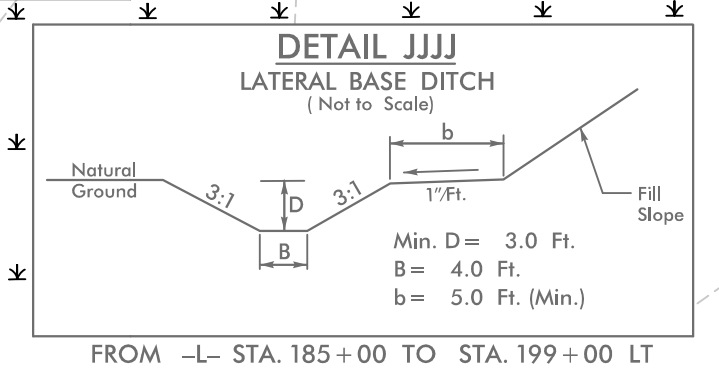 DETAIL JJJJ
LATERAL BASE DITCH
( Not to Scale)
b
Natural
Ground
3:1
D
3:1
1"/Ft.
Fill
Slope
B
Min. D = 3.0 Ft.
B = 4.0 Ft.
b = 5.0 Ft. (Min.)
FROM -L- STA. 185+00 TO STA. 199+00 LT